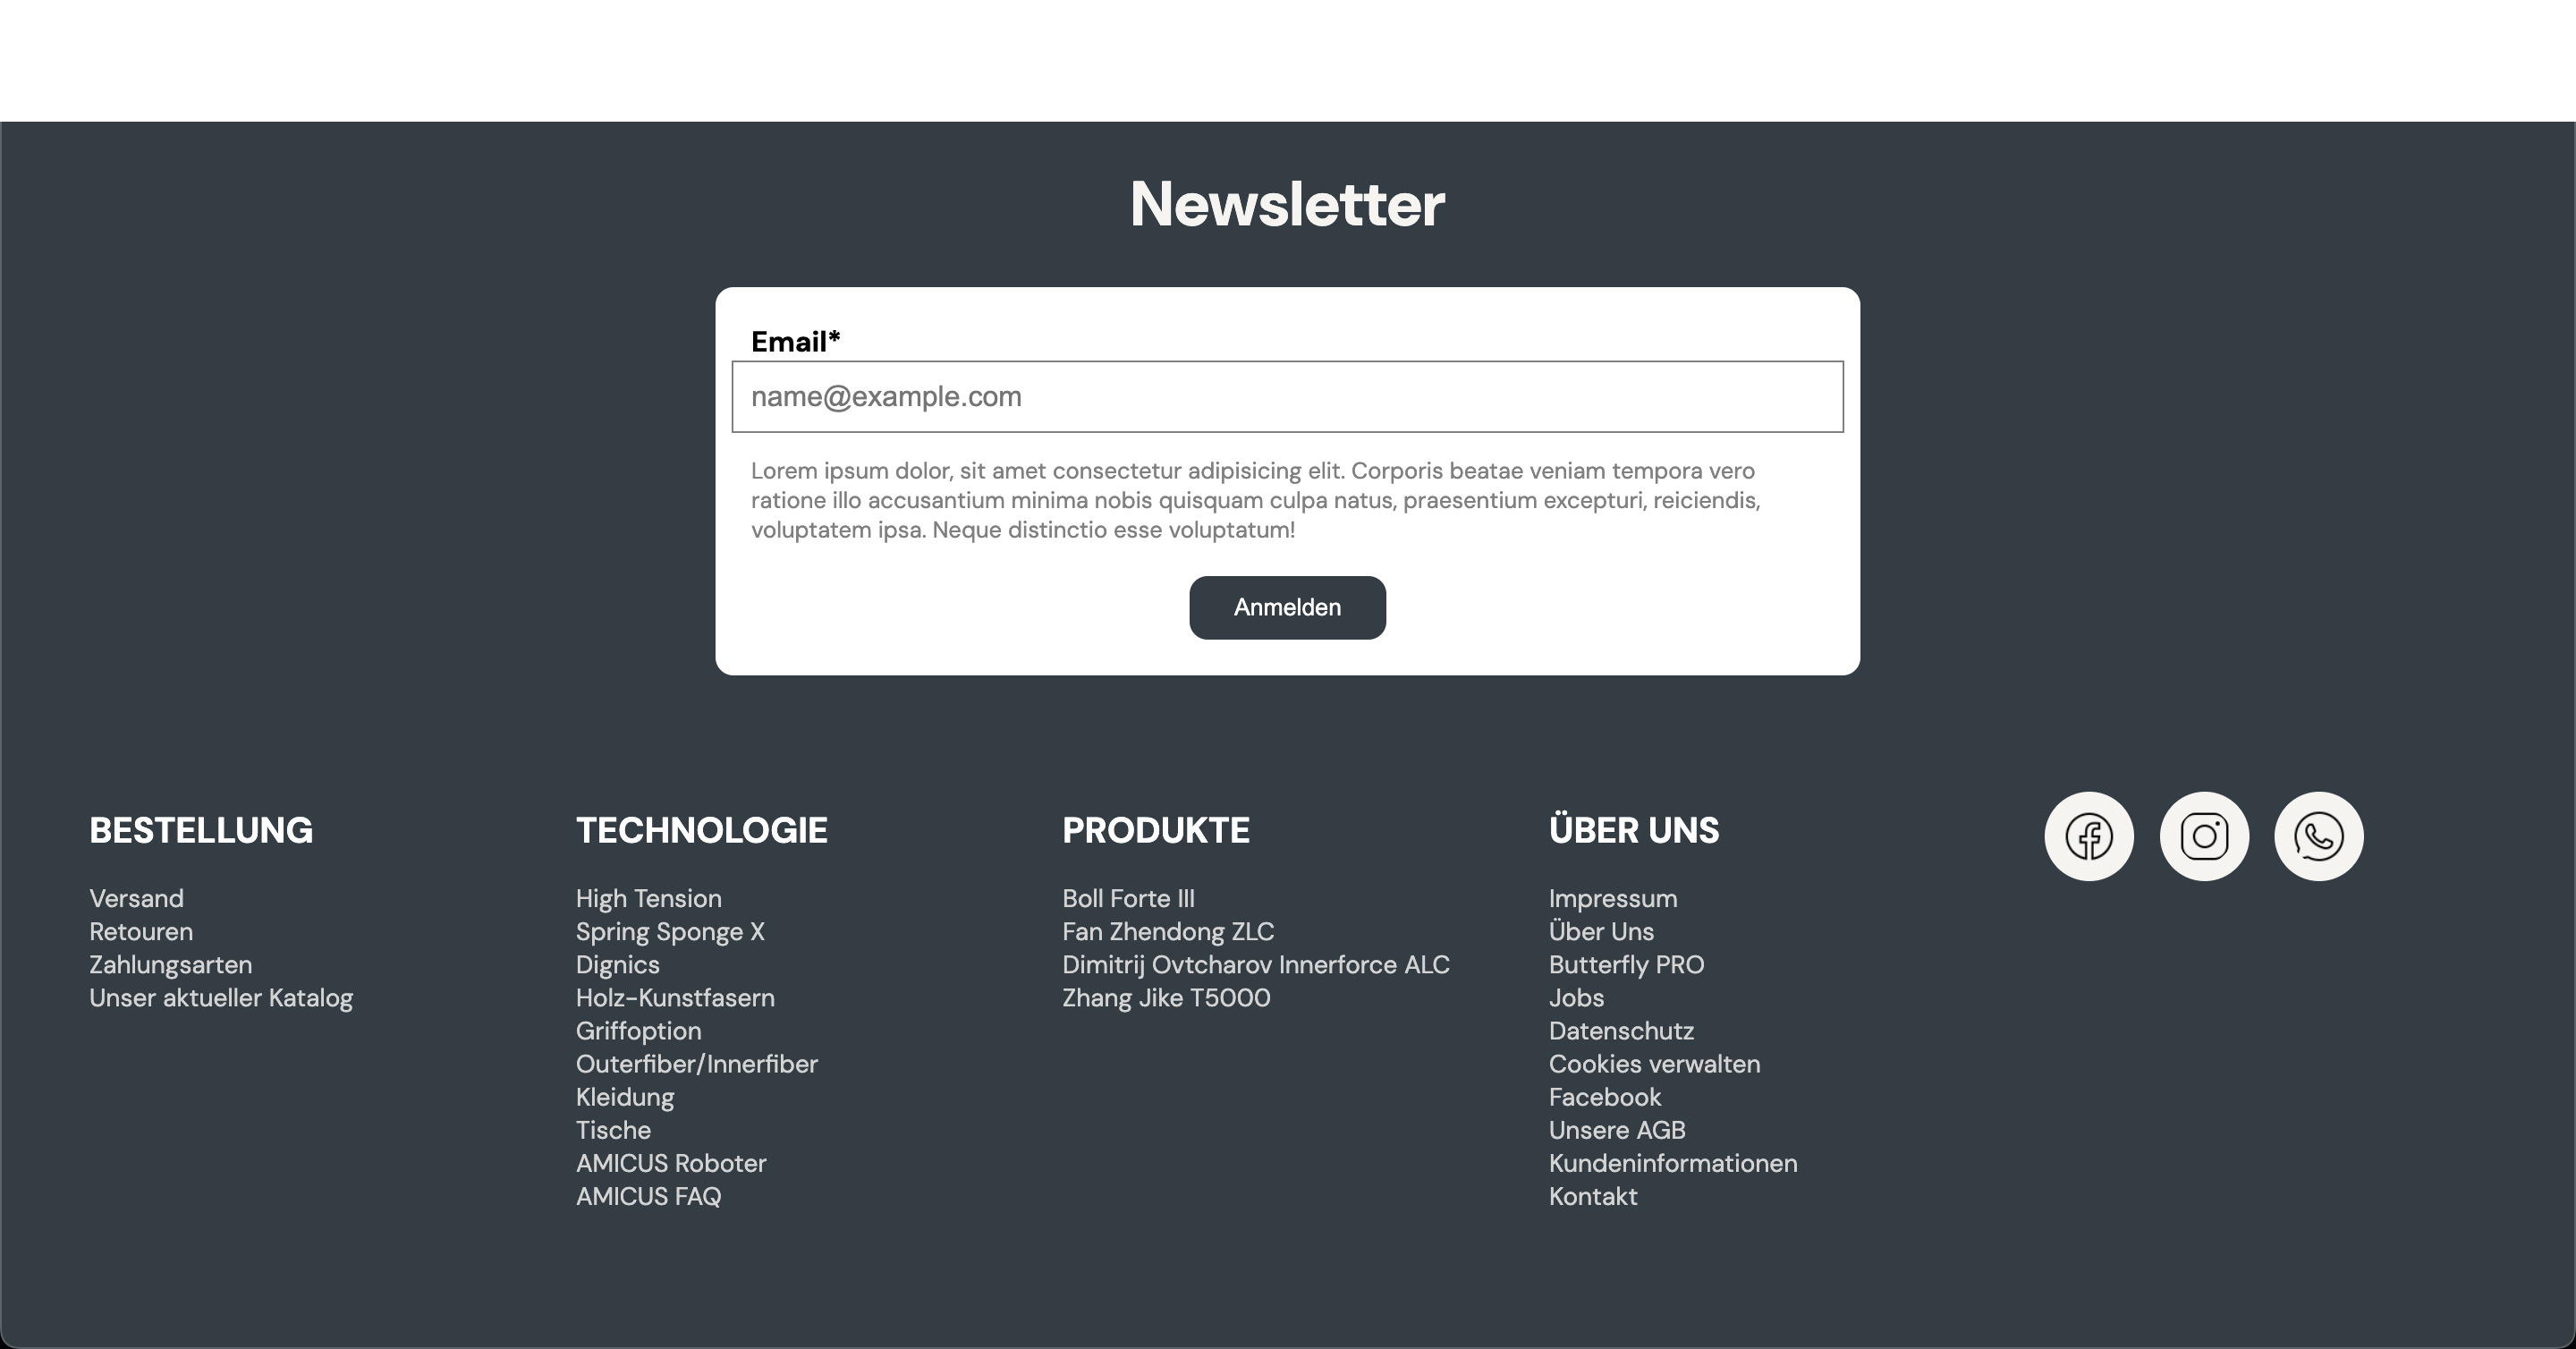 Newsletter
Email*
name@example.com
Lorem ipsum dolor, sit amet consectetur adipisicing elit. Corporis beatae veniam tempora vero
ratione illo accusantium minima nobis quisquam culpa natus, praesentium excepturi, reiciendis,
voluptatem ipsa. Neque distinctio esse voluptatum!
Anmelden
BESTELLUNG
Versand
Retouren
Zahlungsarten
Unser aktueller Katalog
TECHNOLOGIE
High Tension
Spring Sponge X
Dignics
Holz-Kunstfasern
Griffoption
Outerfiber/Innerfiber
Kleidung
Tische
AMICUS Roboter
AMICUS FAQ
PRODUKTE
Boll Forte III
Fan Zhendong ZLC
Dimitrij Ovtcharov Innerforce ALC
Zhang Jike T5000
ÜBER UNS
Impressum
Über Uns
Butterfly PRO
Jobs
Datenschutz
Cookies verwalten
Facebook
Unsere AGB
Kundeninformationen
Kontakt